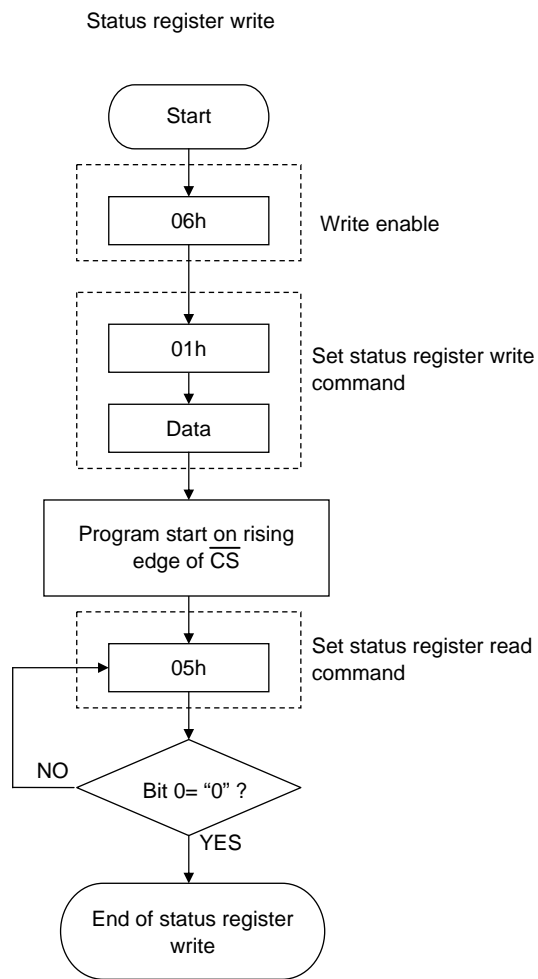 Status register write
Start
06h
Write enable
01h
Set status register write
command
Data
Program start on rising
edge of C̅S̅
05h
Set status register read
command
NO
Bit 0= “0” ?
YES
End of status register
write